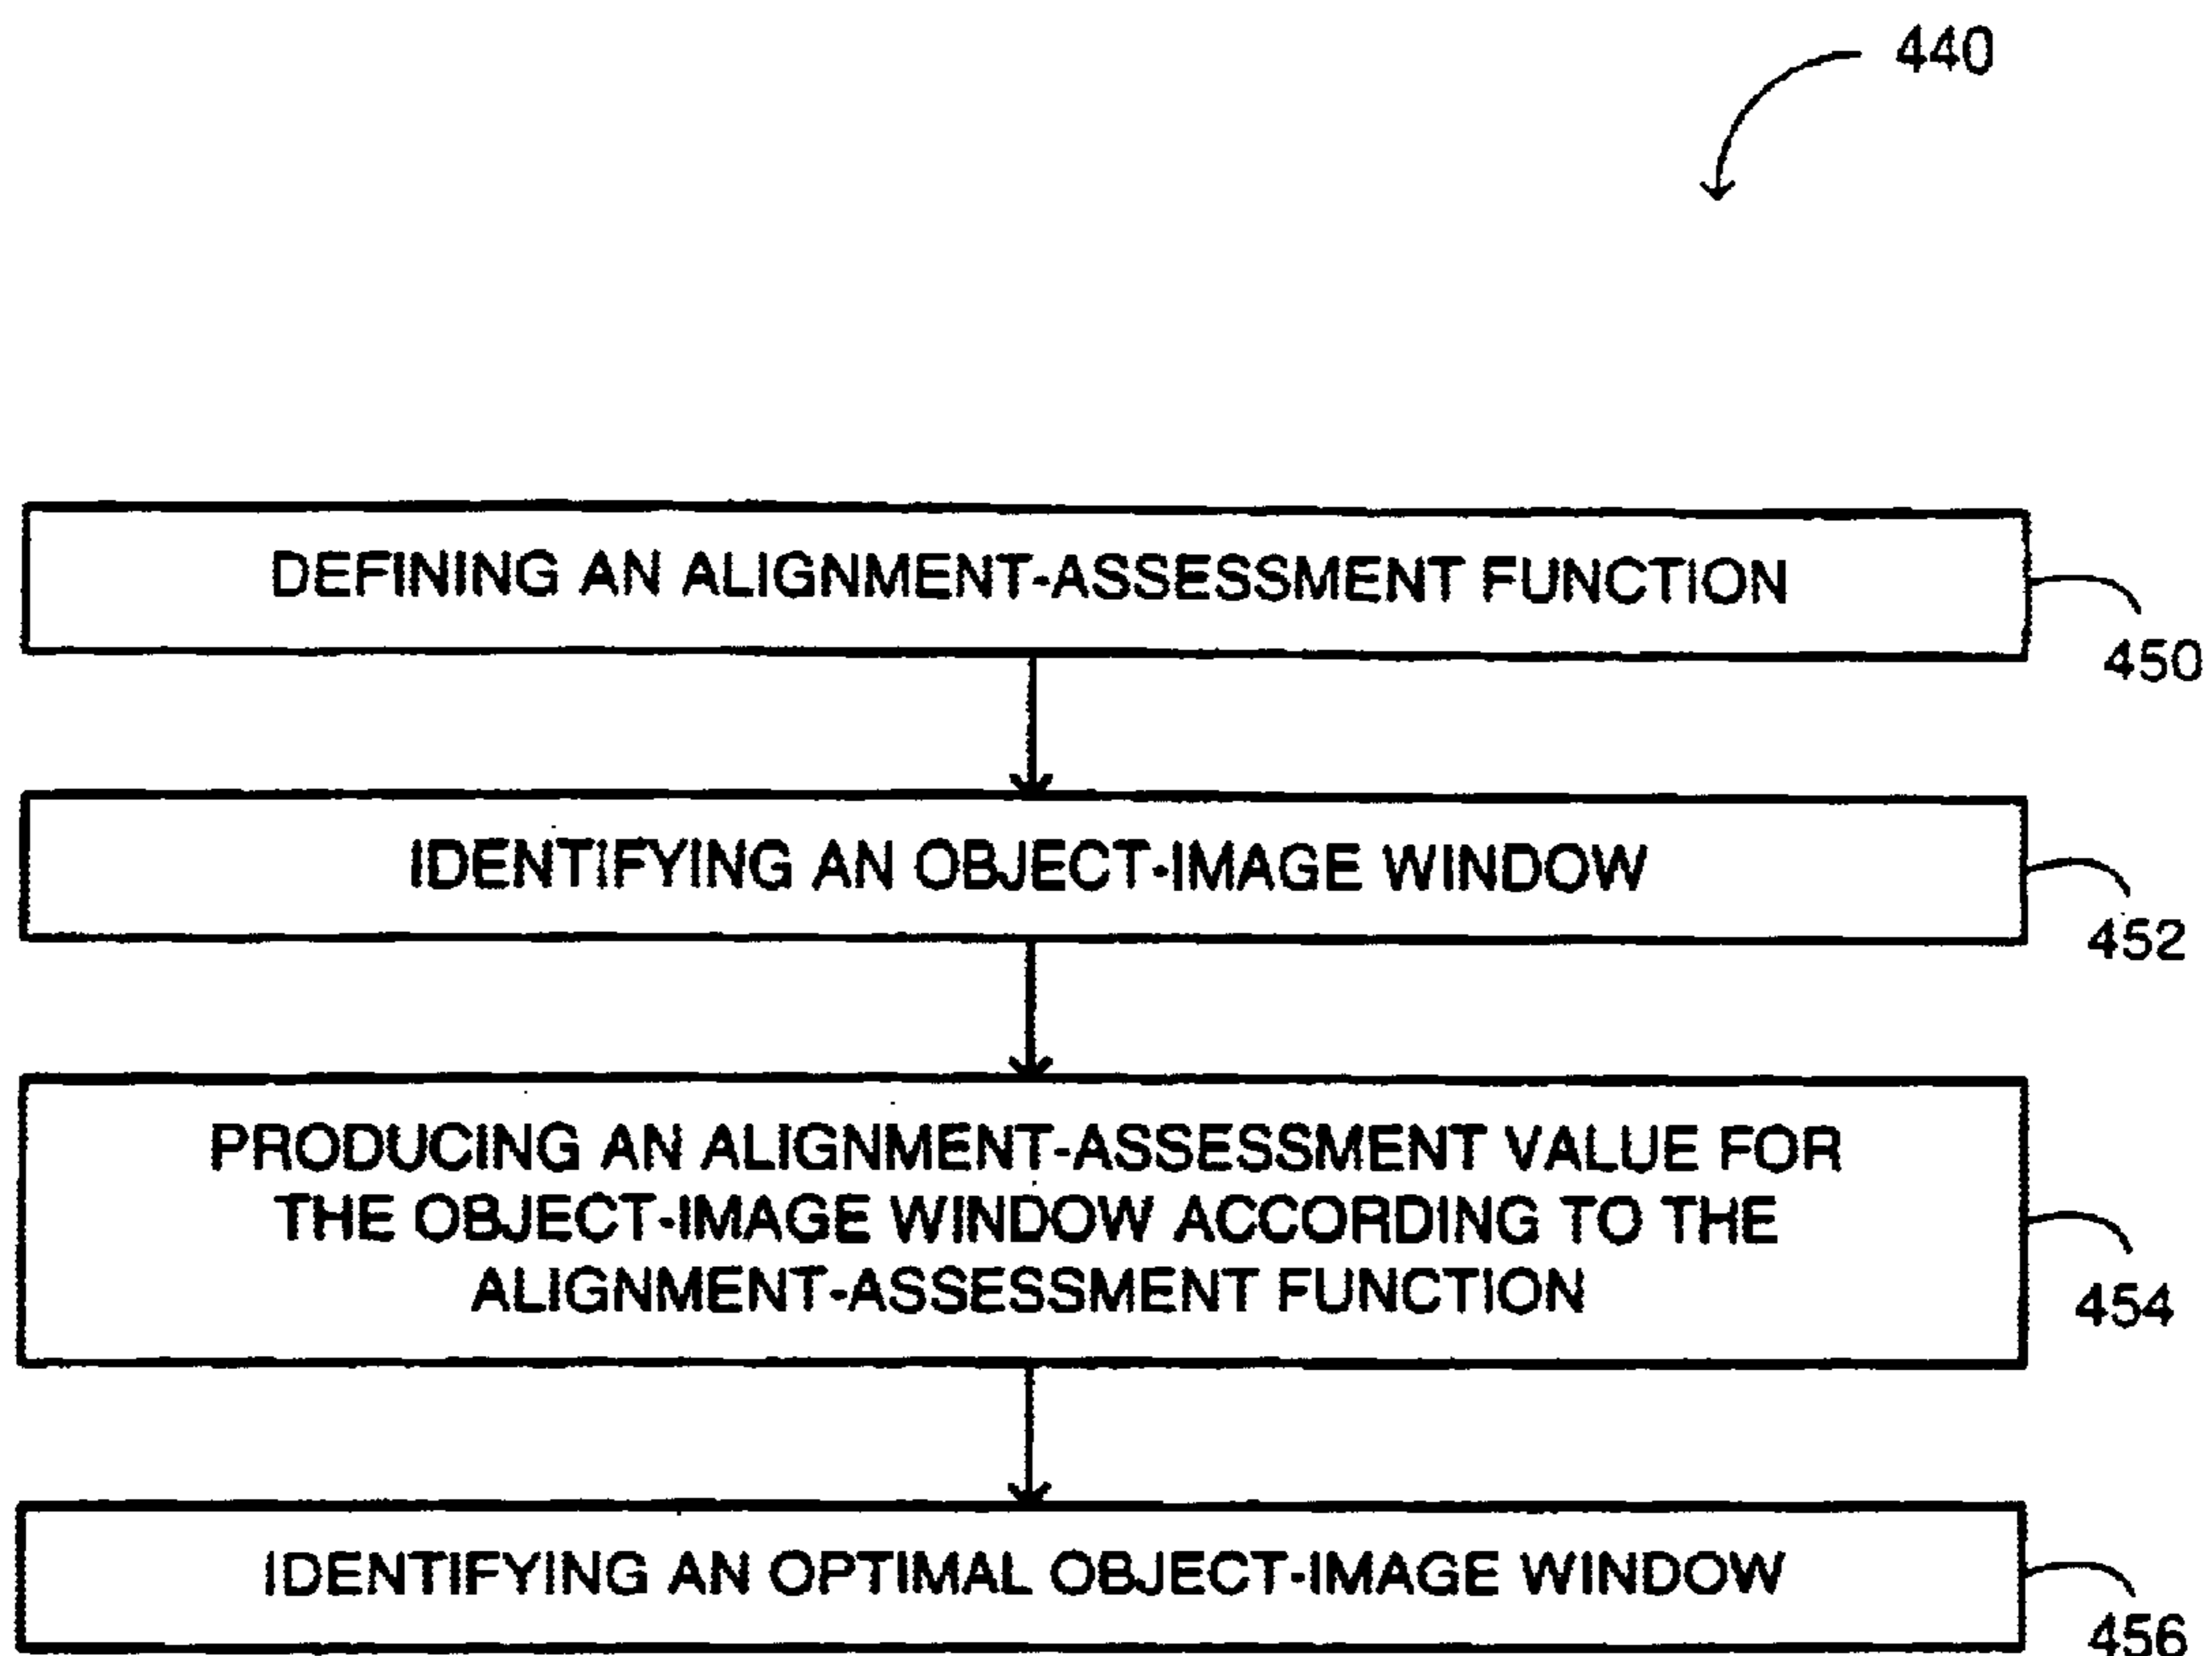 440
DEFINING AN ALIGNMENT-ASSESSMENT FUNCTION
450
IDENTIFYING AN OBJECT-IMAGE WINDOW
452
PRODUCING AN ALIGNMENT-ASSESSMENT VALUE FOR
THE OBJECT-IMAGE WINDOW ACCORDING TO THE
ALIGNMENT-ASSESSMENT FUNCTION
454
IDENTIFYING AN OPTIMAL OBJECT-IMAGE WINDOW
456